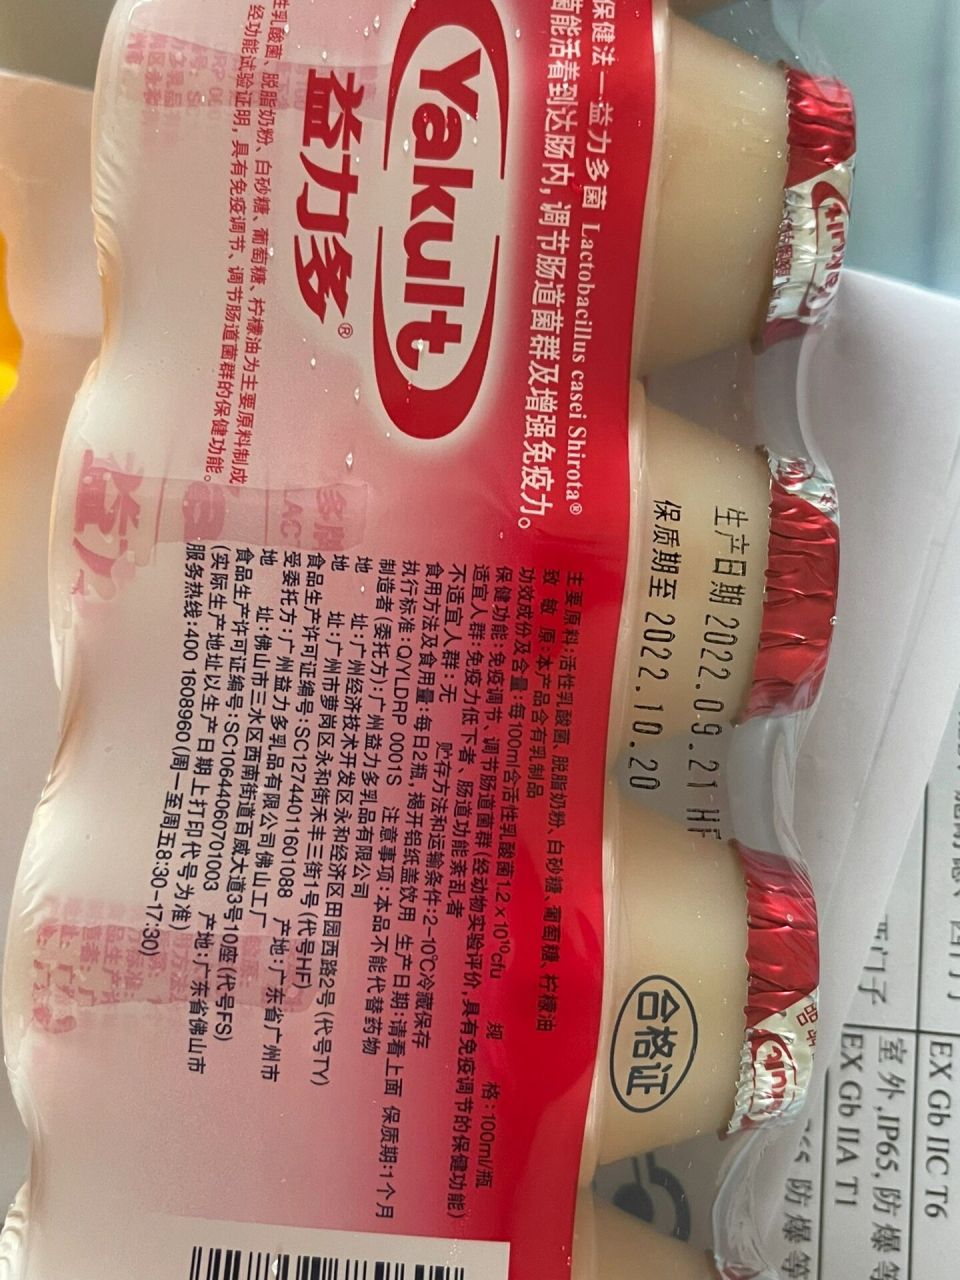 保健法—益力多菌 Lactobacillus casei Shirota®
菌能活着到达肠内，调节肠道菌群及增强免疫力。
Yakult
益力多®
性乳酸菌、脱脂奶粉、白砂糖、葡萄糖、柠檬油为主要原料制成
经功能试验证明，具有免疫调节、调节肠道菌群的保健功能。
生产日期 2022.09.21 HF
保质期至 2022.10.20
主要原料：活性乳酸菌、脱脂奶粉、白砂糖、葡萄糖、柠檬油
致 敏 原：本产品含有乳制品
功效成份及含量：每100ml含活性乳酸菌1.2×10¹⁰cfu 规 格：100ml/瓶
保健功能：免疫调节、调节肠道菌群（经动物实验评价，具有免疫调节的保健功能）
适宜人群：免疫力低下者、肠道功能紊乱者
不适宜人群：无 贮存方法和运输条件：2-10℃冷藏保存
食用方法及食用量：每日2瓶，揭开铝纸盖饮用 生产日期：请看上面 保质期：1个月
执行标准：Q/YLDRP 0001S 注意事项：本品不能代替药物
制造者（委托方）：广州益力多乳品有限公司
地 址：广州经济技术开发区永和经济区田园西路2号（代号TV）
地 址：广州市萝岗区永和街禾丰三街1号（代号HF）
食品生产许可证编号：SC12744011601088 产地：广东省广州市
受委托方：广州益力多乳品有限公司佛山工厂
地 址：佛山市三水区西南街道百威大道3号10座（代号FS）
食品生产许可证编号：SC10644060701003 产地：广东省佛山市
（实际生产地址以生产日期上打印代号为准）
服务热线：400 1608960（周一至周五8:30-17:30）
合格证
EX Gb IIC T6
室外,IP65,防爆等
EX Gb IIA T1
防爆等